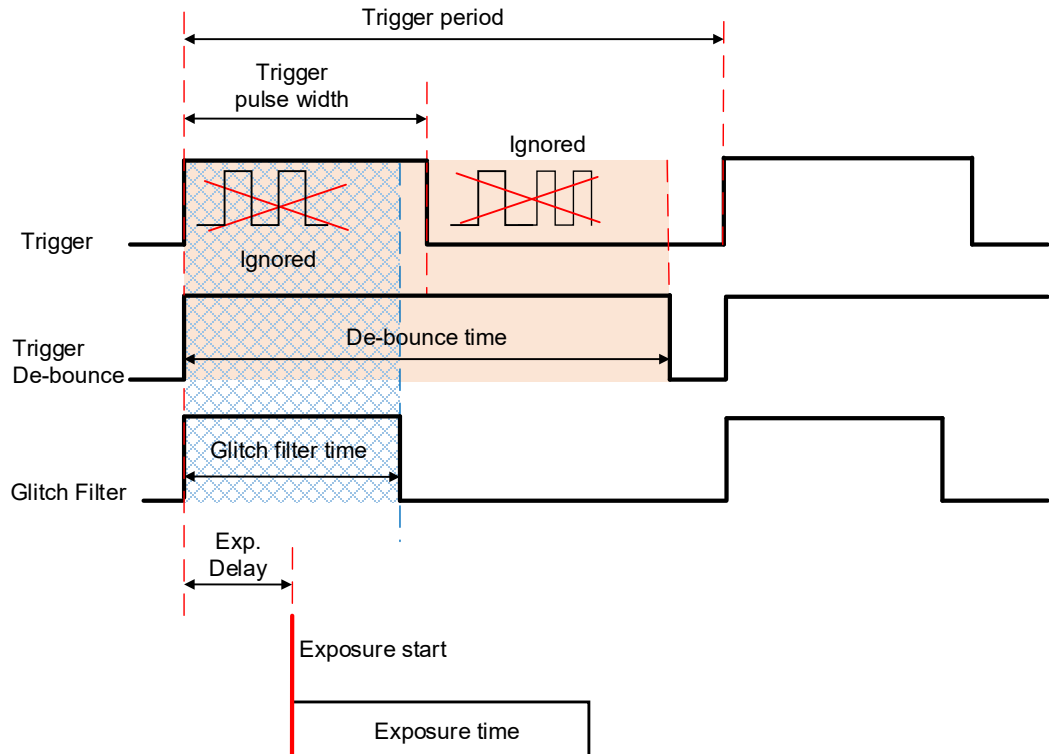 Trigger period
Trigger
pulse width
Ignored
Trigger
Ignored
De-bounce time
Trigger
De-bounce
Glitch filter time
Glitch Filter
Exp.
Delay
Exposure start
Exposure time